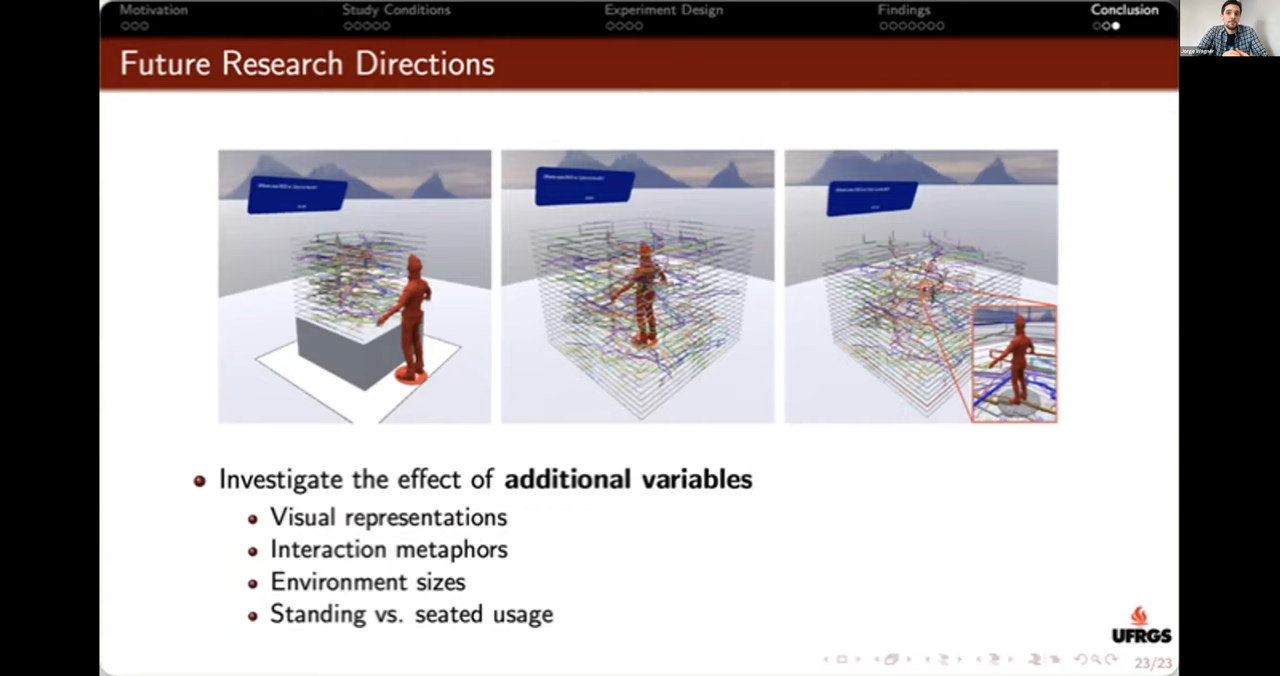 Motivation Study Conditions Experiment Design Findings Conclusion
Future Research Directions
Investigate the effect of additional variables
Visual representations
Interaction metaphors
Environment sizes
Standing vs. seated usage
UFRGS
23/23